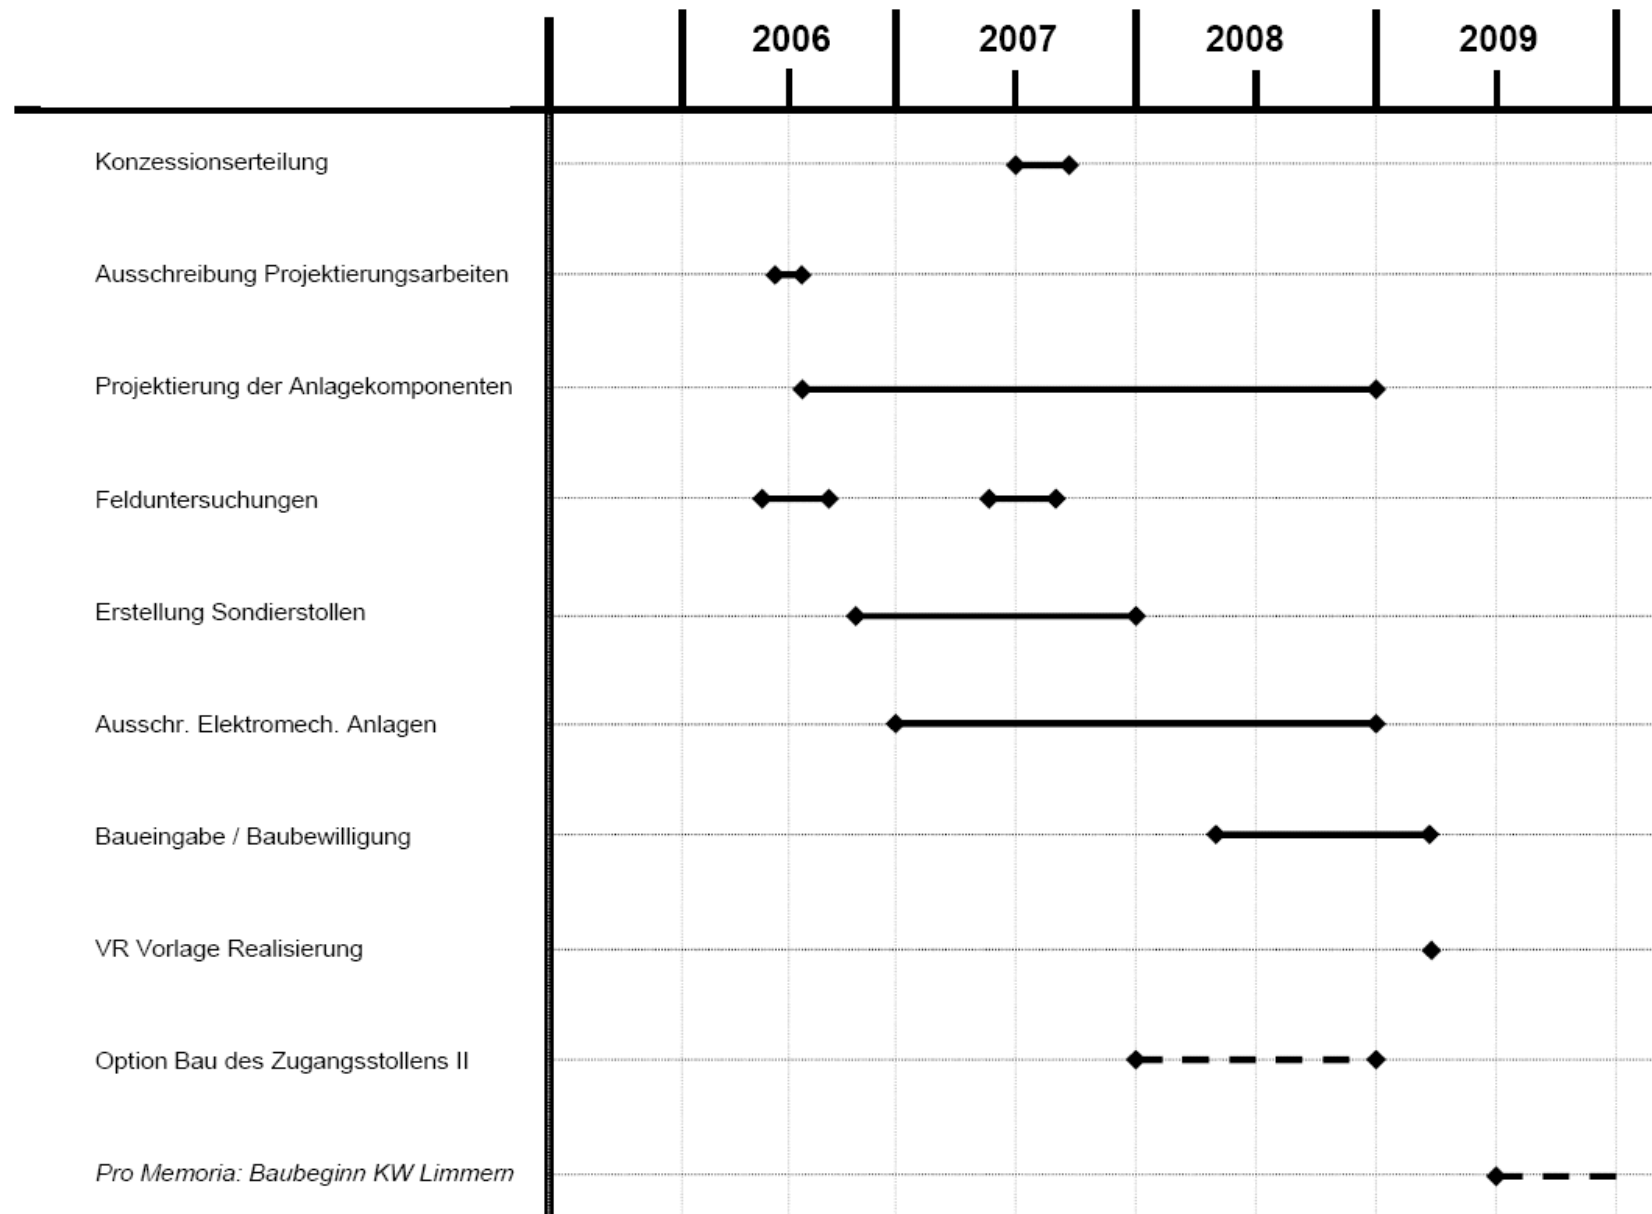 2006 2007 2008 2009
Konzessionserteilung
Ausschreibung Projektierungsarbeiten
Projektierung der Anlagekomponenten
Felduntersuchungen
Erstellung Sondierstollen
Ausschr. Elektromech. Anlagen
Baueingabe / Baubewilligung
VR Vorlage Realisierung
Option Bau des Zugangsstollens II
Pro Memoria: Baubeginn KW Limmern